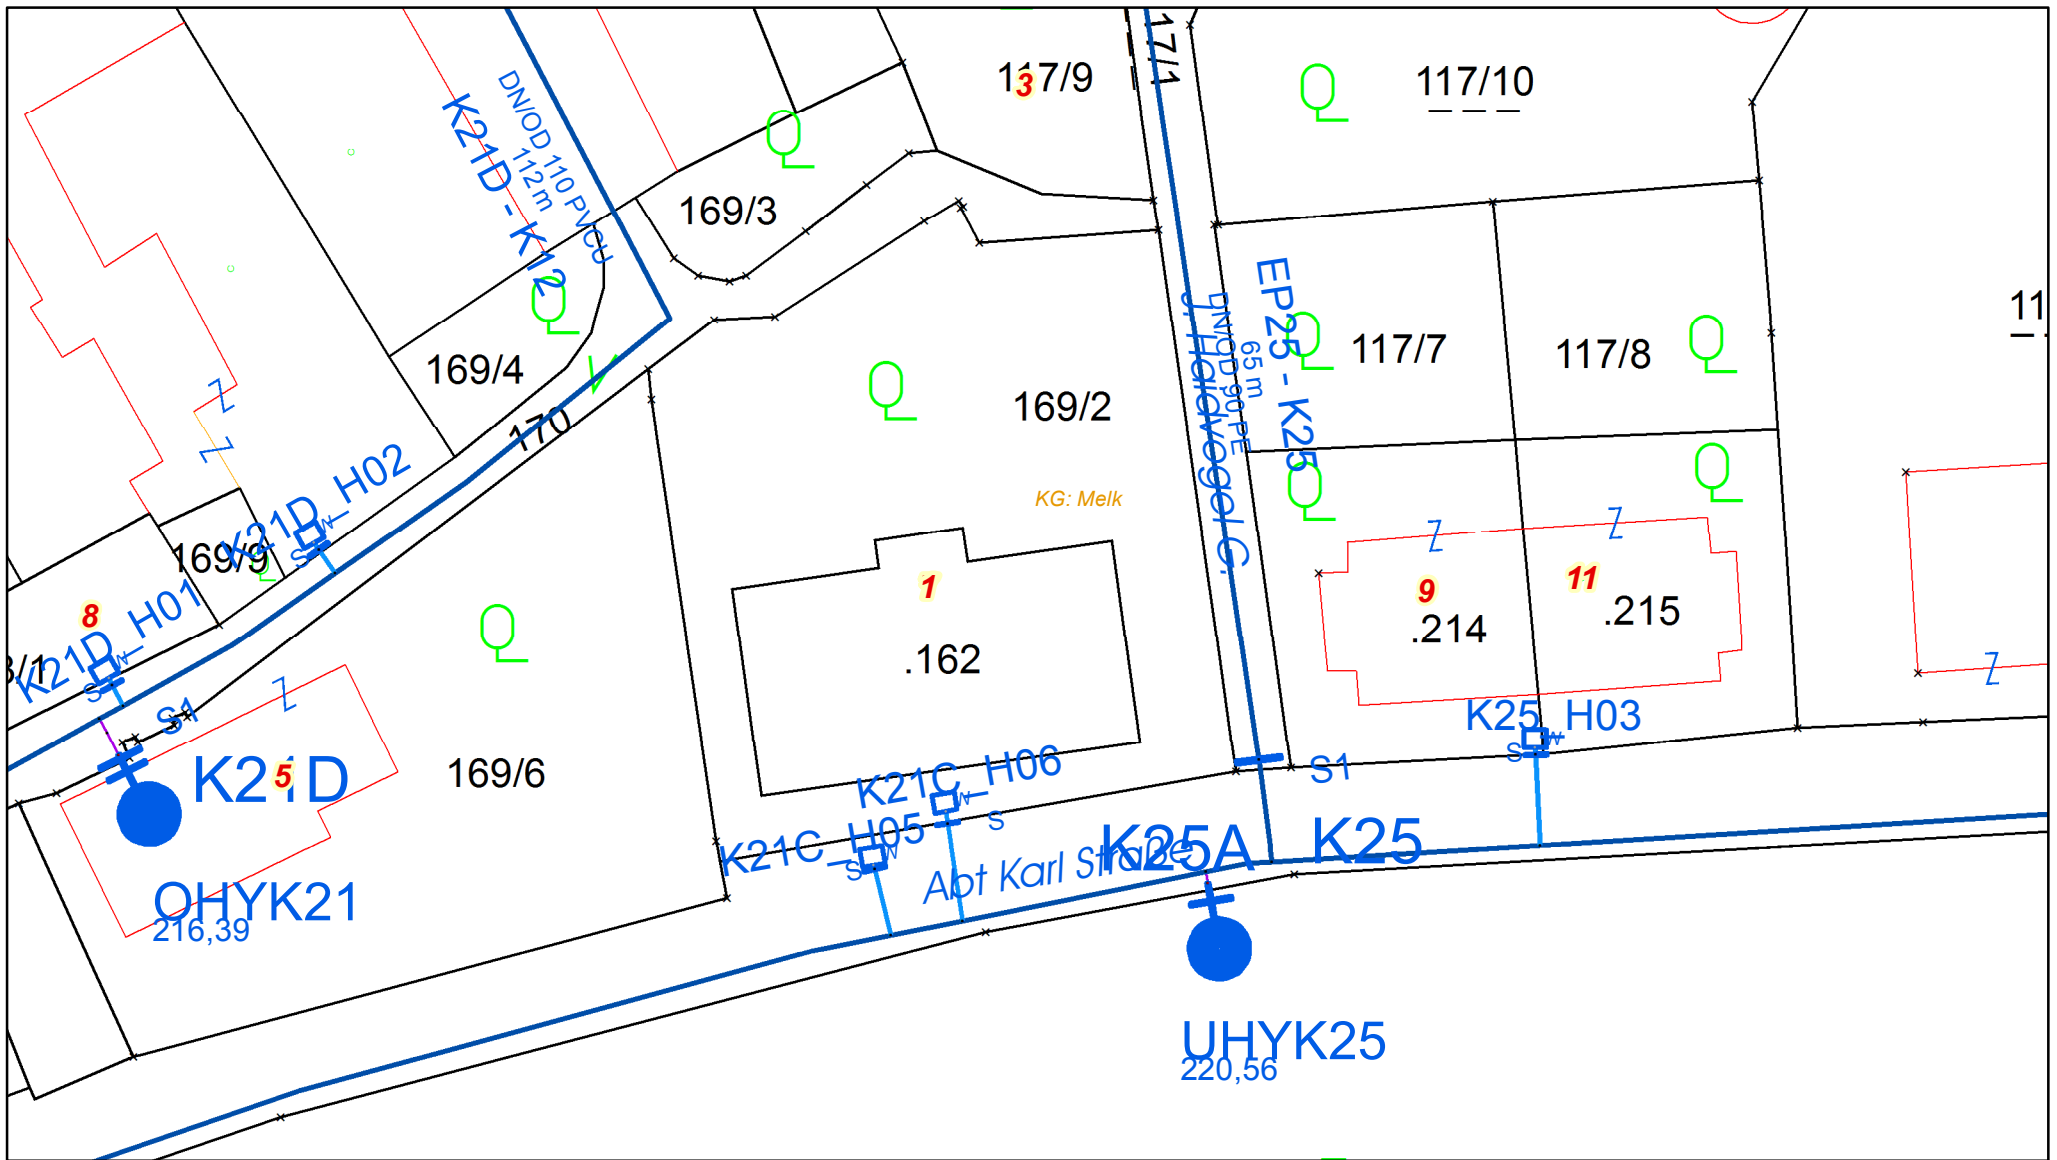 117/9
3
117/10
DN/OD 110 PVCU
112 m
K21D - K12
169/3
117/7
117/8
169/4
EP25 - K25
65 m
DN/OD 90 PE
169/2
170
KG: Melk
K21D_H02
W
S
169/9
8
K21D_H01
W
S
S1
1
.162
9
.214
11
.215
K25_H03
W
S
S1
K21D
5
169/6
K21C_H06
W
S
K21C_H05
W
S
K25A
K25
Abt Karl Straße
OHYK21
216,39
UHYK25
220,56